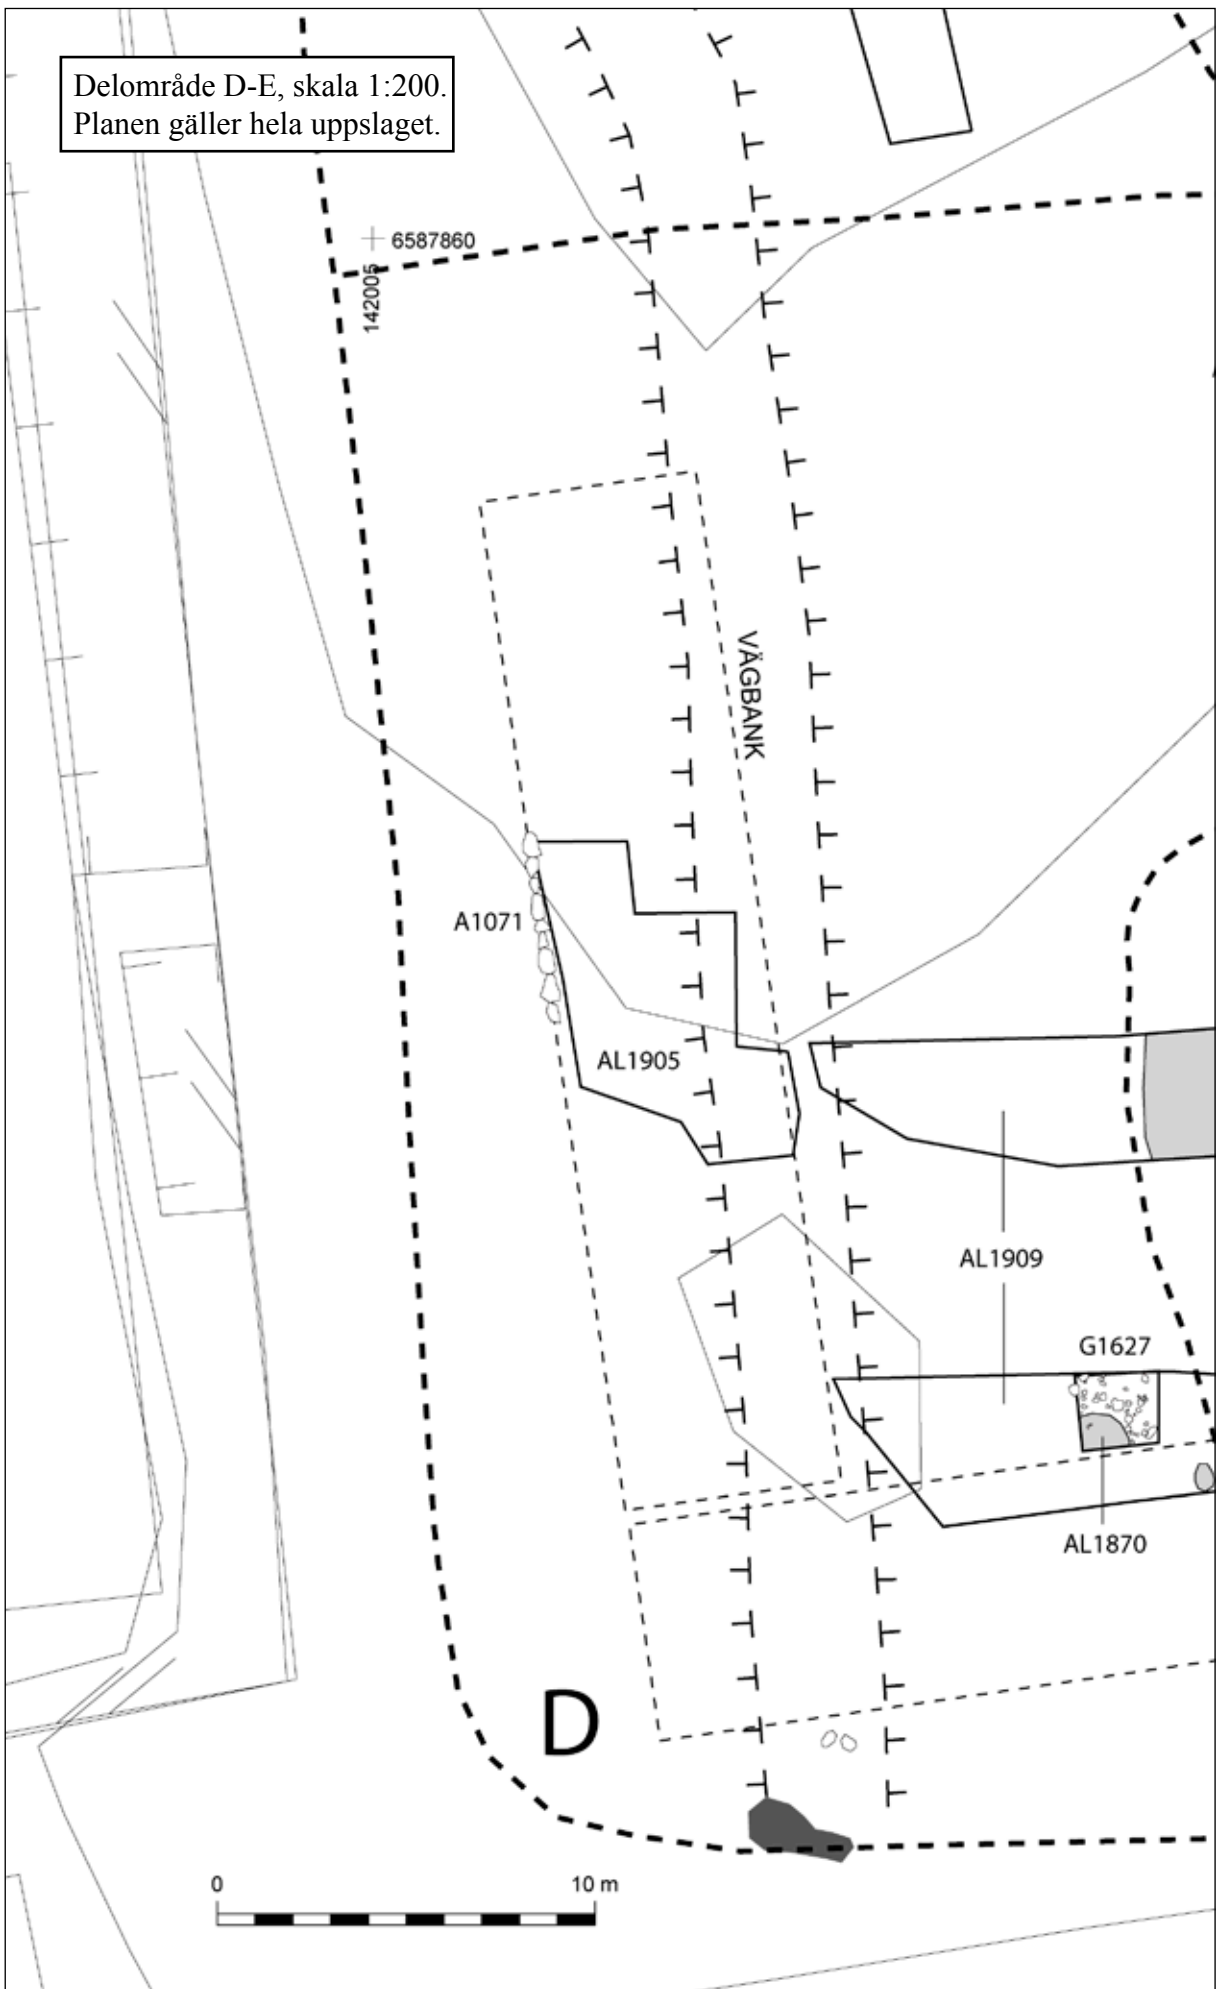 Delområde D-E, skala 1:200.
Planen gäller hela uppslaget.
6587860
142005
VÄGBANK
A1071
AL1905
AL1909
G1627
AL1870
D
0 10 m